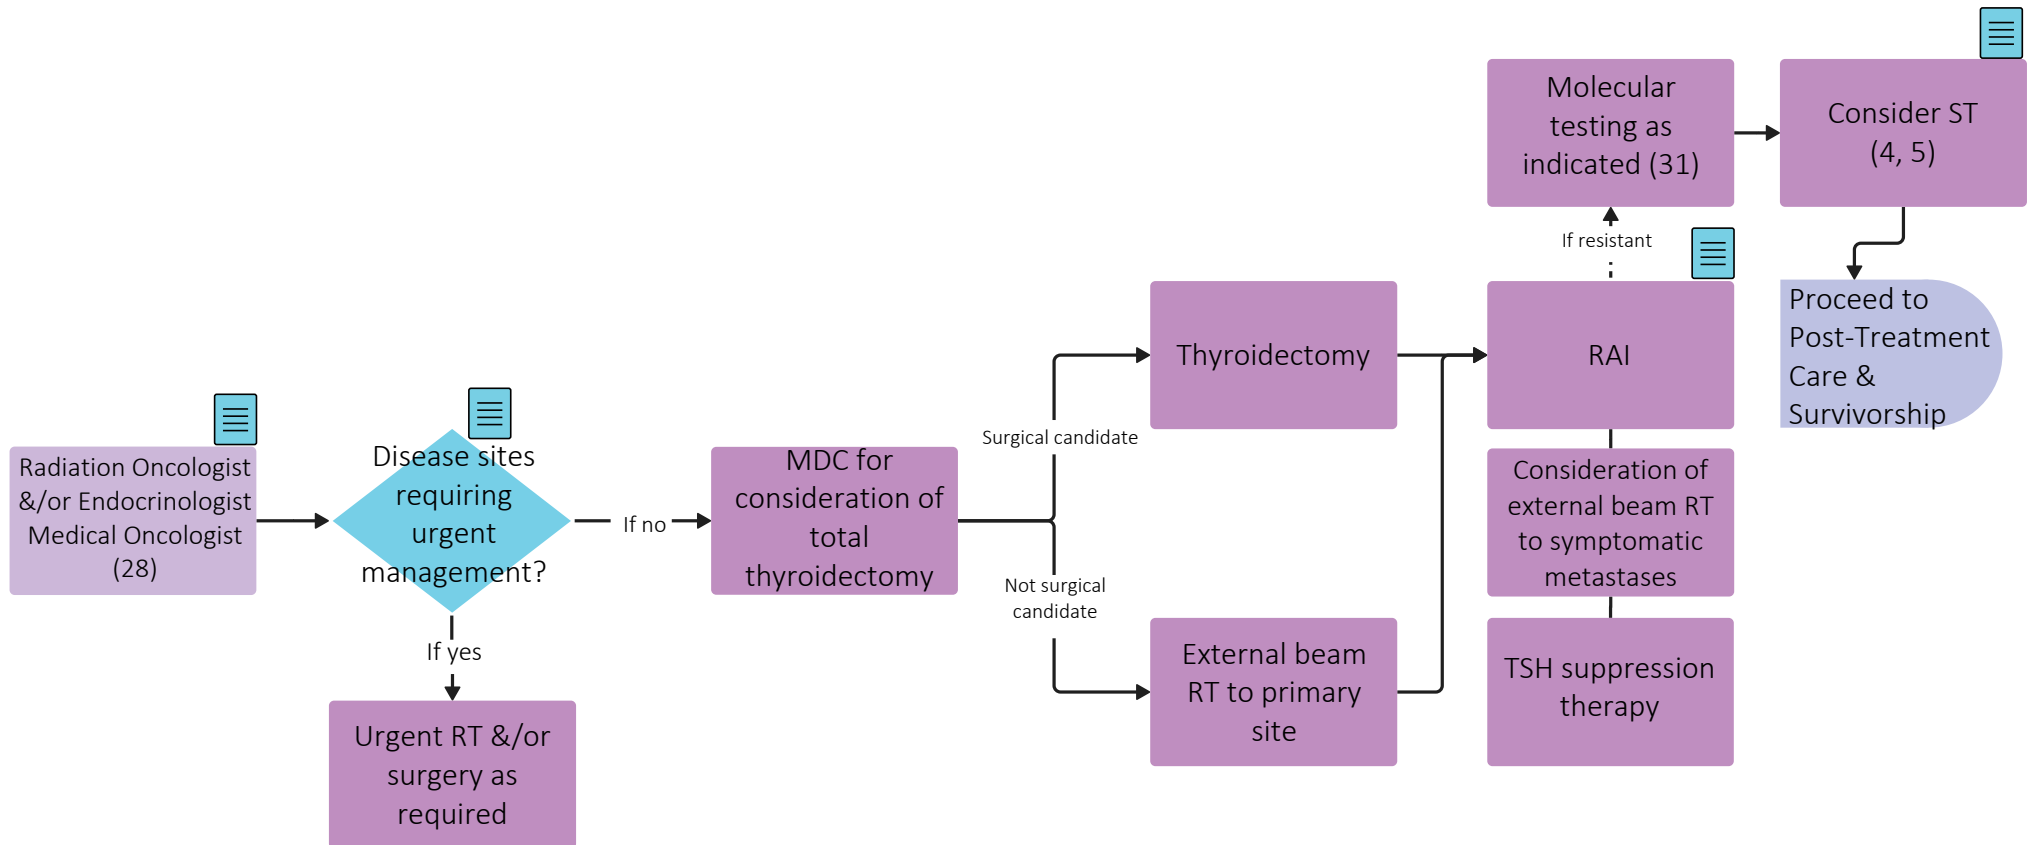 Radiation Oncologist
&/or Endocrinologist
Medical Oncologist
(28)
Disease sites
requiring
urgent
management?
If yes
Urgent RT &/or
surgery as
required
If no
MDC for
consideration of
total
thyroidectomy
Surgical candidate
Not surgical
candidate
Thyroidectomy
External beam
RT to primary
site
RAI
Consideration of
external beam RT
to symptomatic
metastases
TSH suppression
therapy
If resistant
Molecular
testing as
indicated (31)
Consider ST
(4, 5)
Proceed to
Post-Treatment
Care &
Survivorship